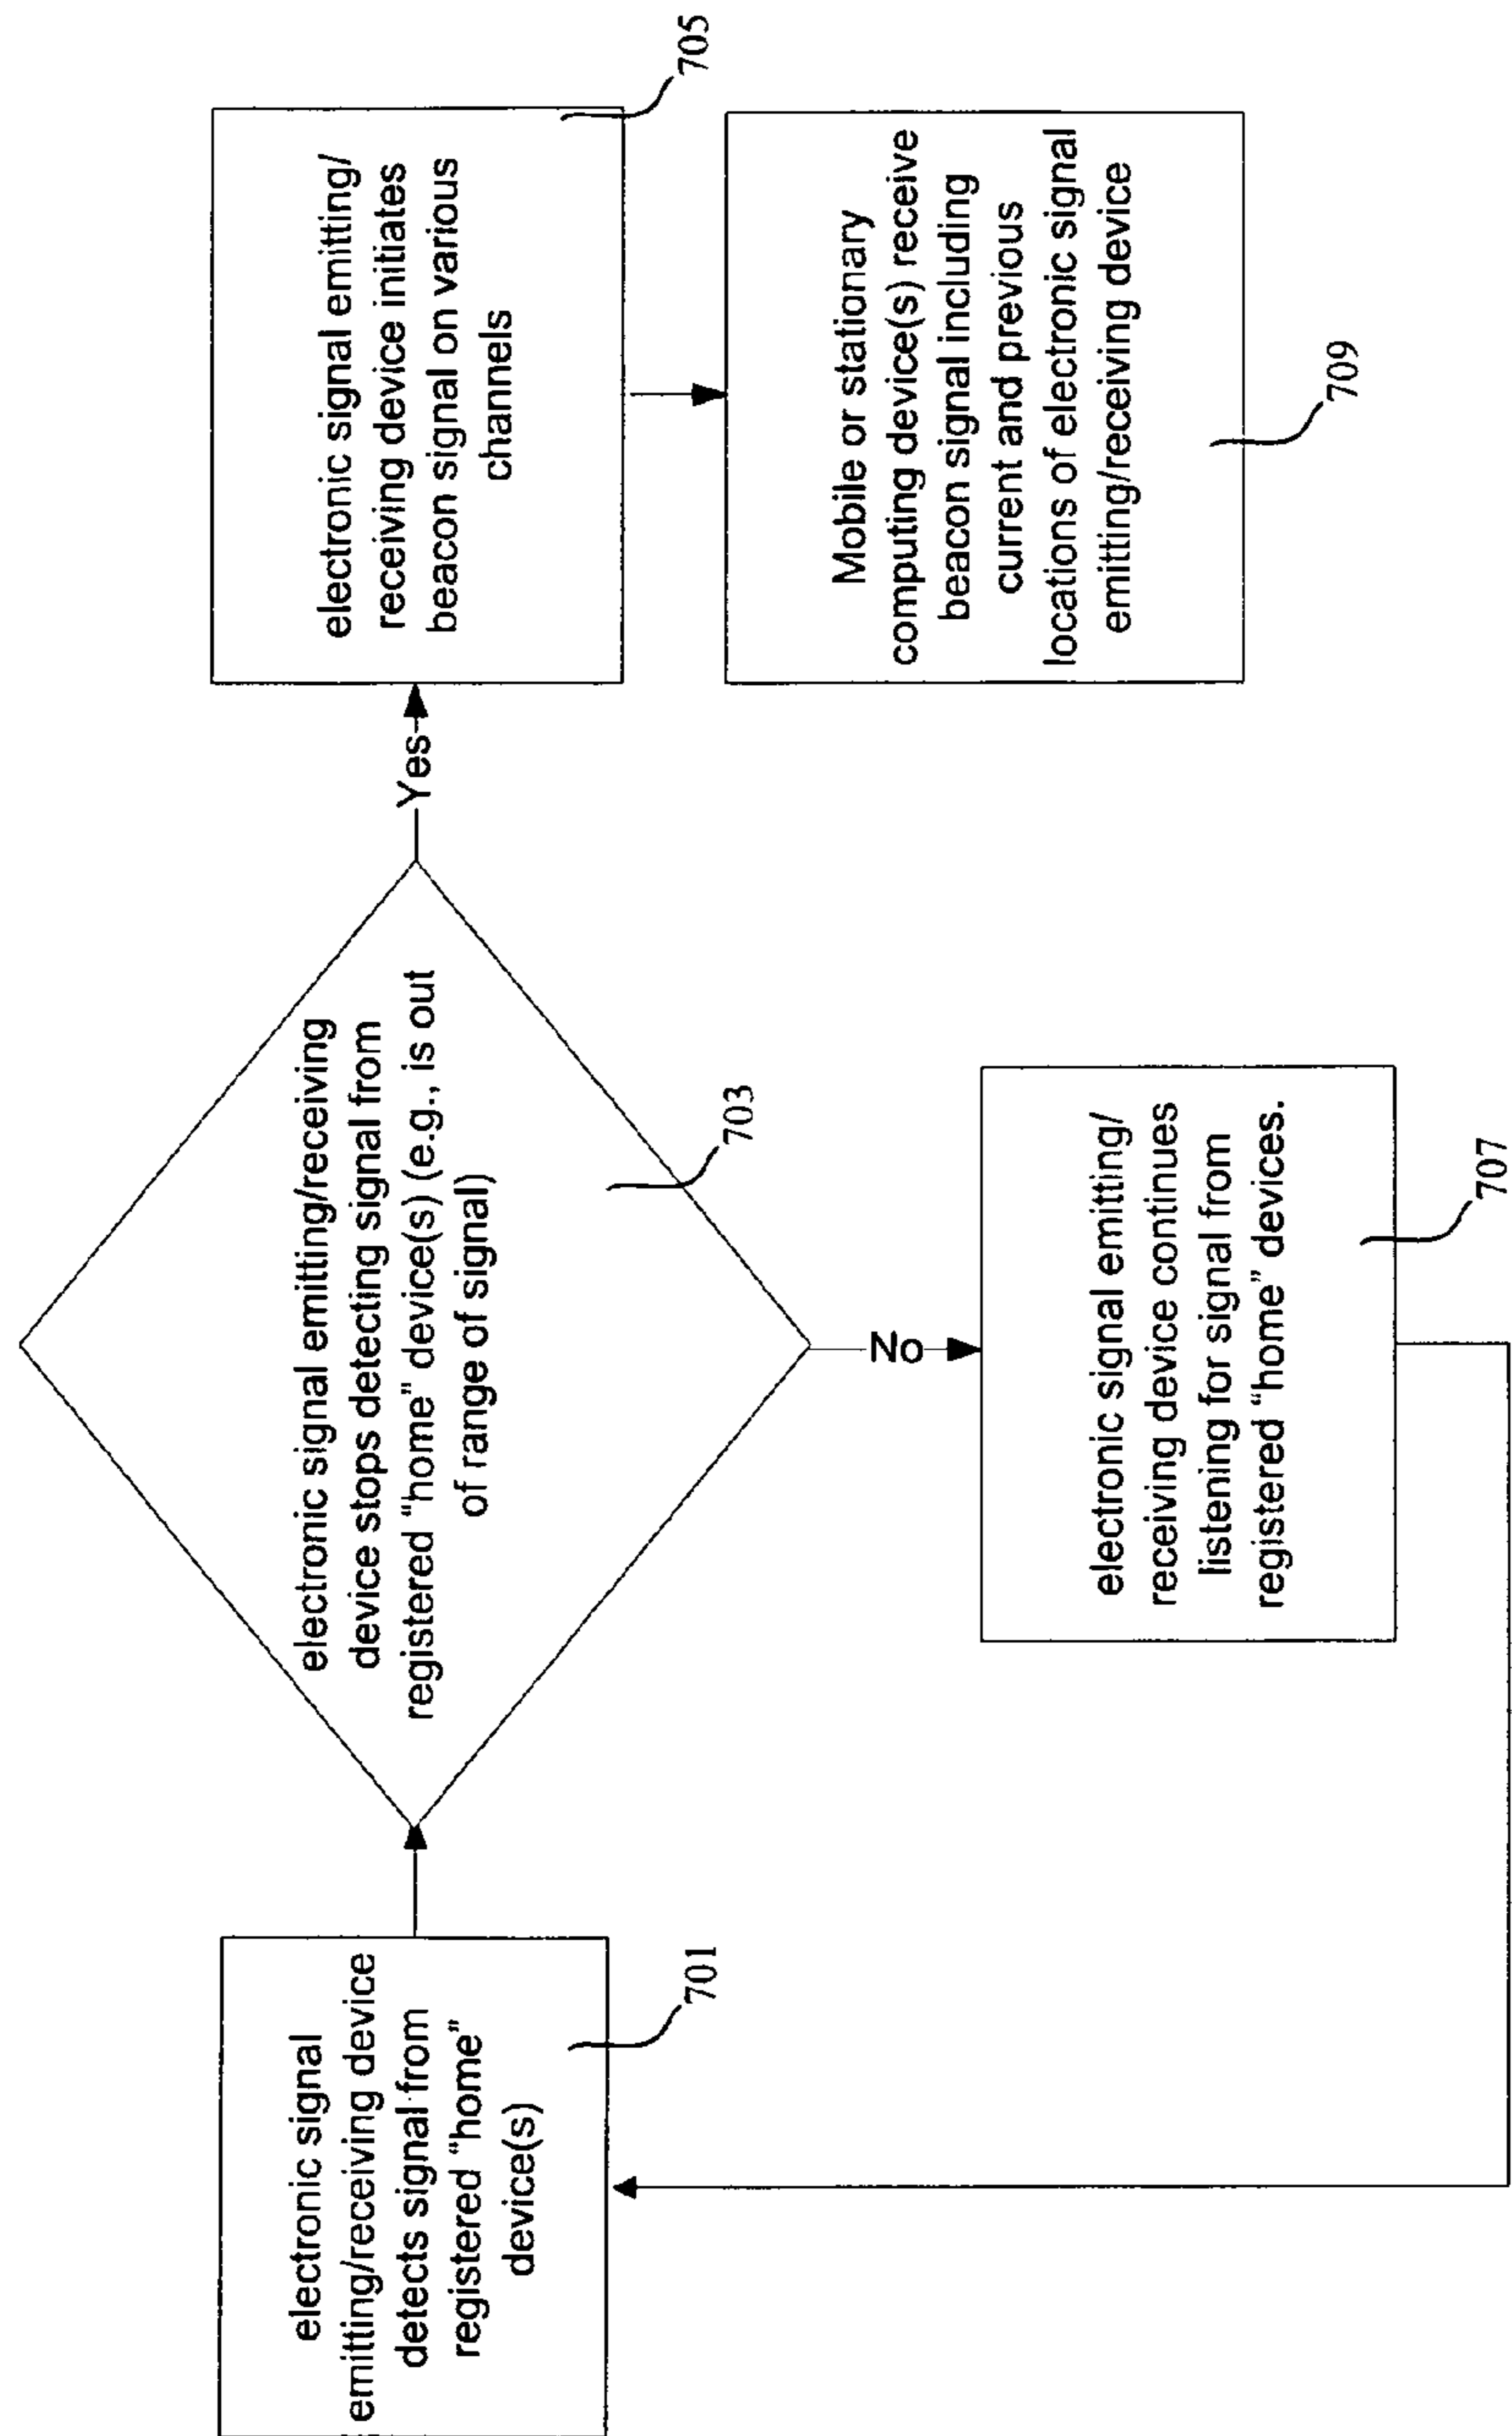 electronic signal
emitting/receiving device
detects signal from
registered “home”
device(s)
701
electronic signal emitting/receiving
device stops detecting signal from
registered “home” device(s) (e.g., is out
of range of signal)
703
Yes
electronic signal emitting/
receiving device initiates
beacon signal on various
channels
705
Mobile or stationary
computing device(s) receive
beacon signal including
current and previous
locations of electronic signal
emitting/receiving device
709
No
electronic signal emitting/
receiving device continues
listening for signal from
registered “home” devices.
707